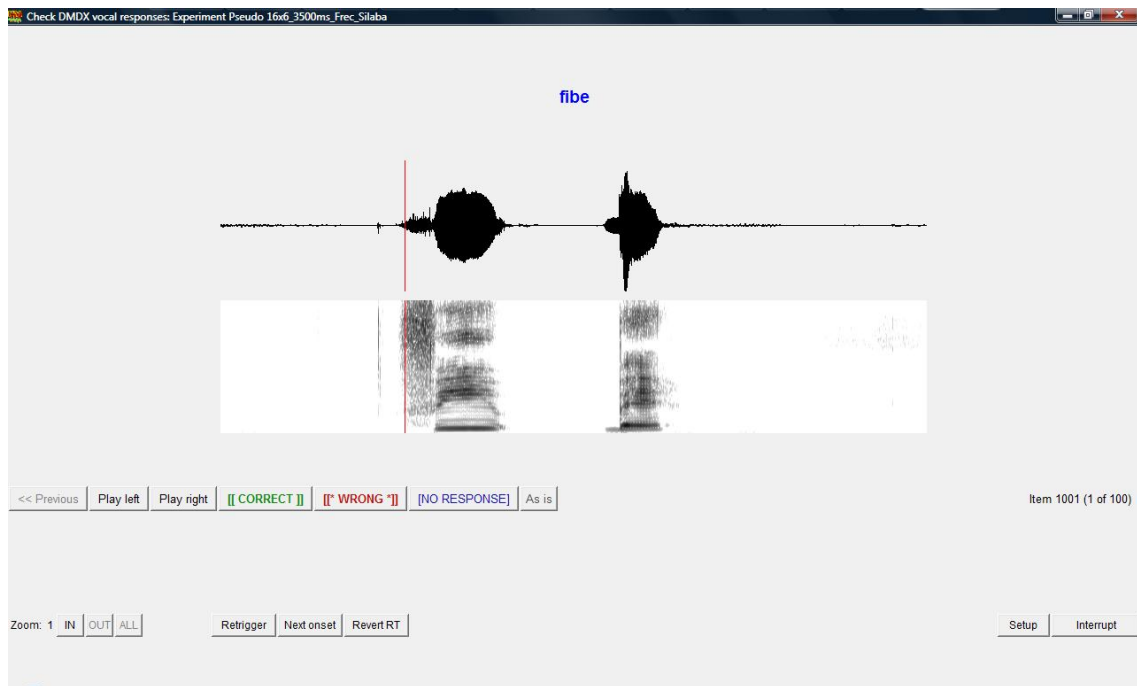 Check DMDX vocal responses: Experiment Pseudo 16x6_3500ms_Frec_Silaba
fibe
<< Previous Play left Play right [[ CORRECT ]] [[* WRONG *]] [NO RESPONSE] As is Item 1001 (1 of 100)
Zoom: 1 IN OUT ALL Retrigger Next onset Revert RT Setup Interrupt